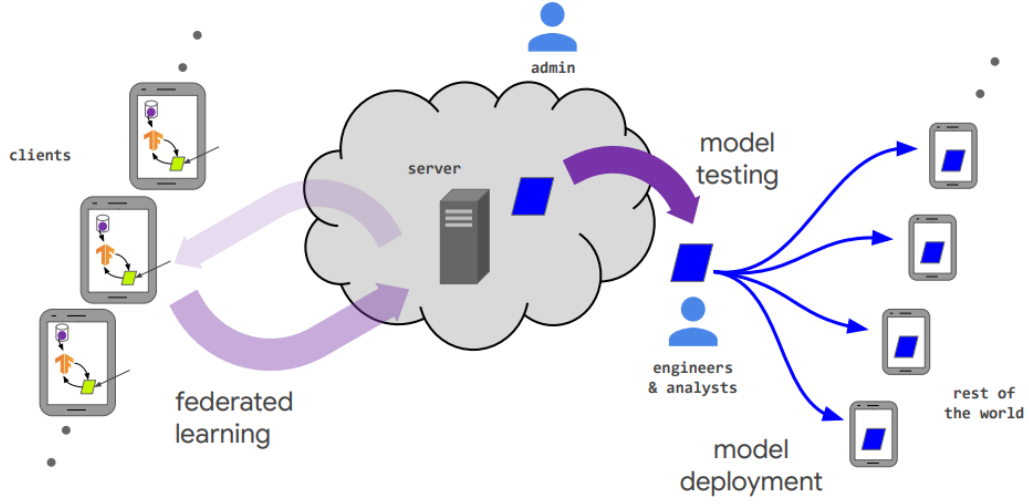 admin
clients
server
model
testing
federated
learning
engineers
& analysts
rest of
the world
model
deployment